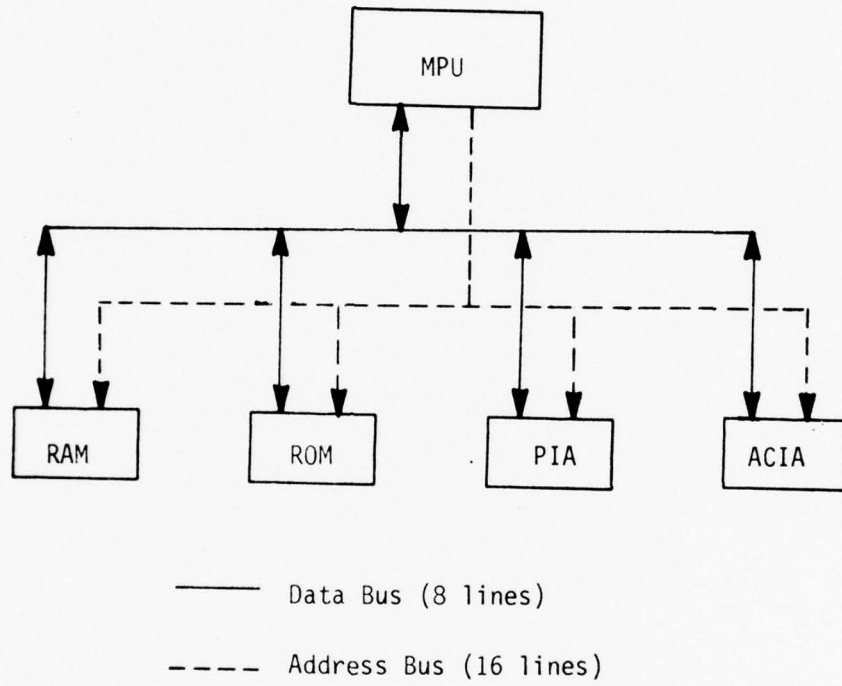 MPU
RAM
ROM
PIA
ACIA
Data Bus (8 lines)
Address Bus (16 lines)